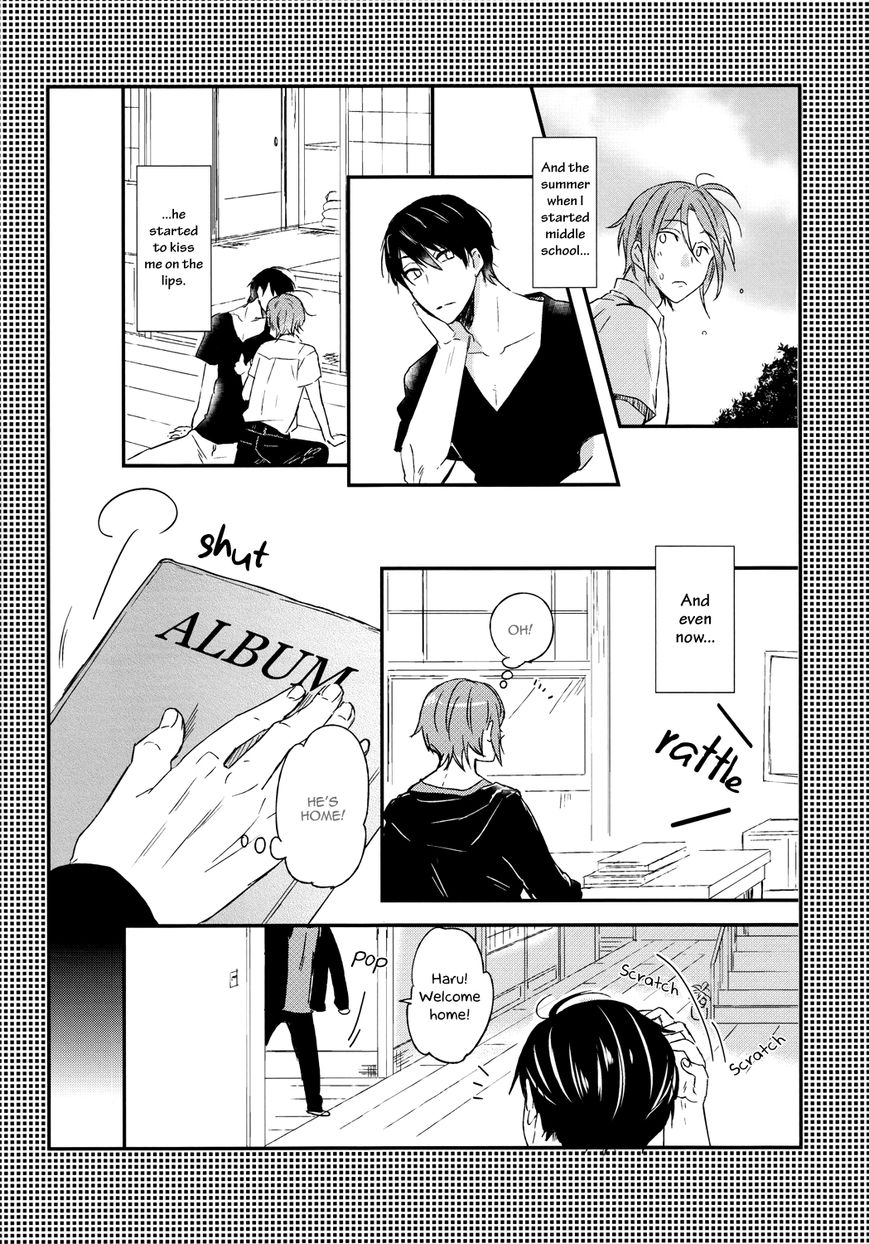 And the
summer
when I
started
middle
school...
...he
started
to kiss
me on the
lips.
And
even
now...
OH!
rattle
shut
ALBUM
HE'S
HOME!
Scratch
Scratch
Haru!
Welcome
home!
POP